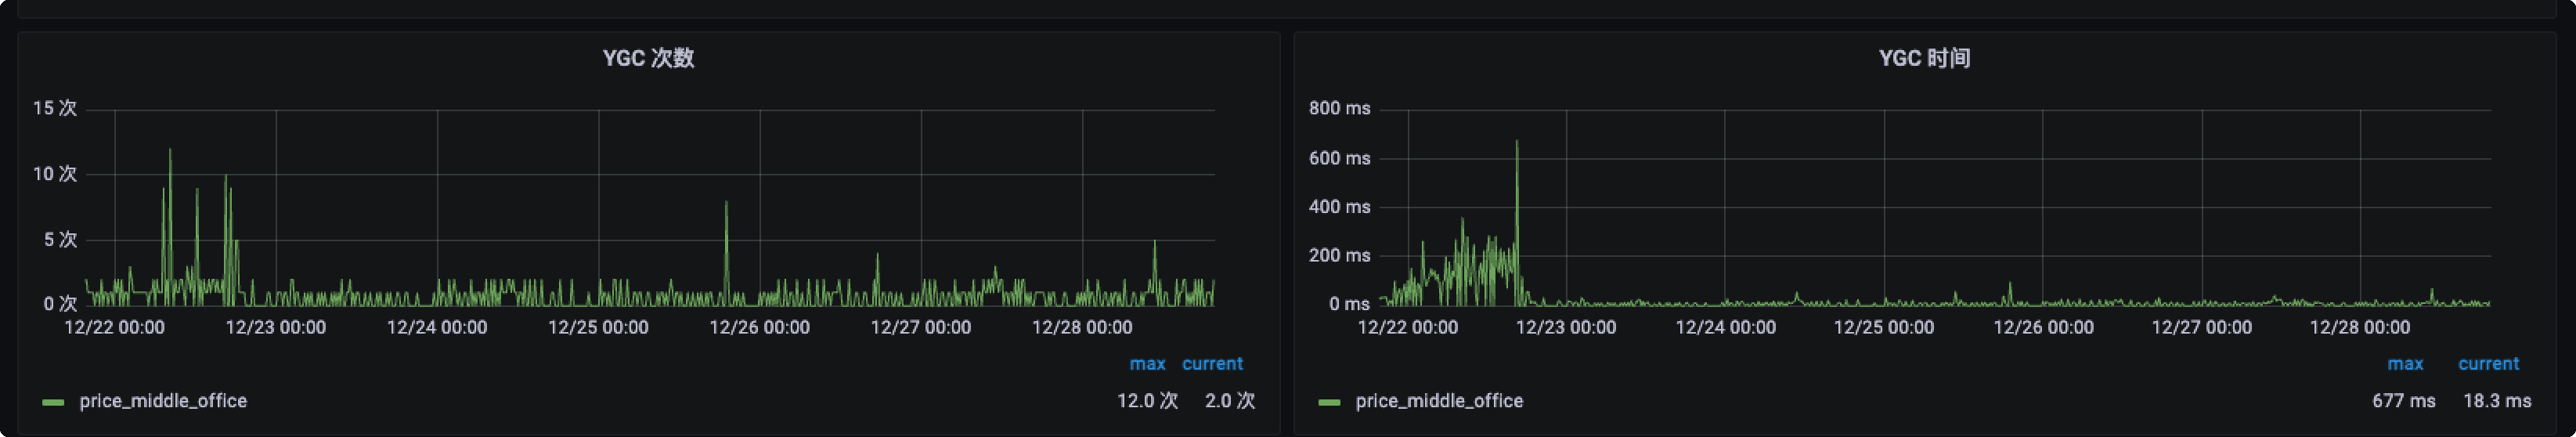 YGC 次数
15 次
10 次
5 次
0 次
12/22 00:00 12/23 00:00 12/24 00:00 12/25 00:00 12/26 00:00 12/27 00:00 12/28 00:00
max current
price_middle_office 12.0 次 2.0 次
YGC 时间
800 ms
600 ms
400 ms
200 ms
0 ms
12/22 00:00 12/23 00:00 12/24 00:00 12/25 00:00 12/26 00:00 12/27 00:00 12/28 00:00
max current
price_middle_office 677 ms 18.3 ms